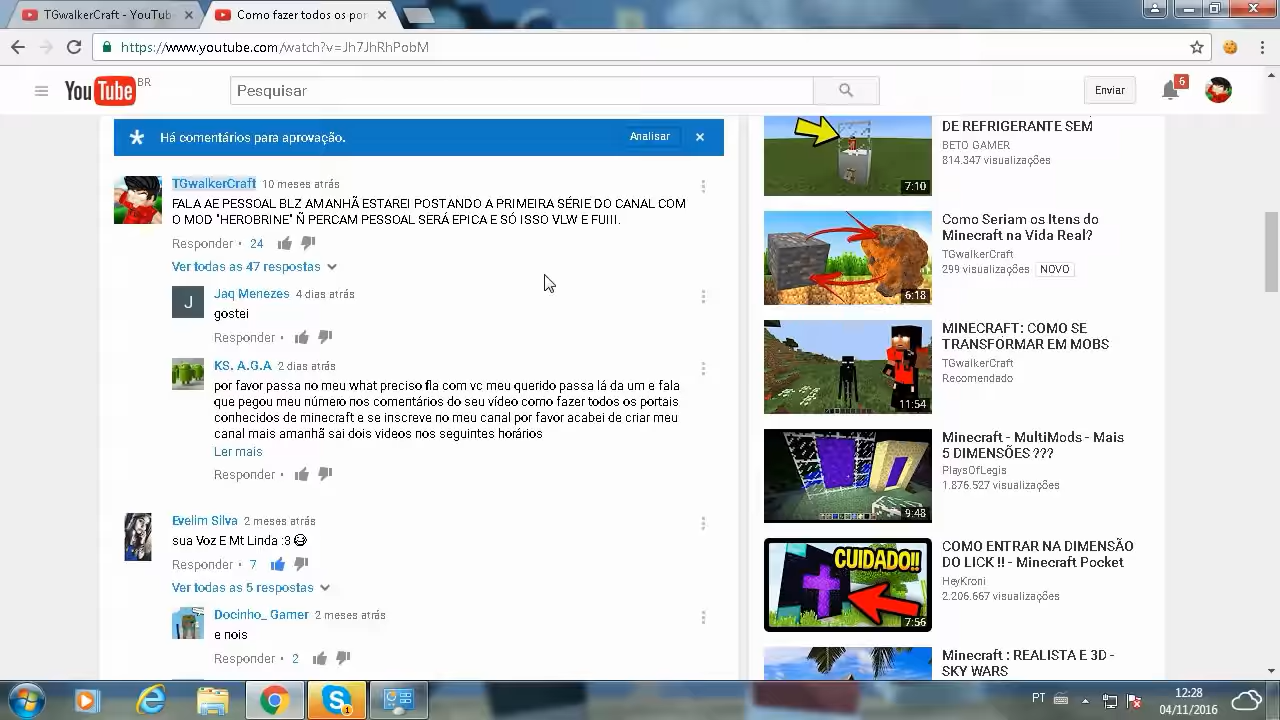 TGwalkerCraft - YouTube
Como fazer todos os por
https://www.youtube.com/watch?v=Jh7JhRhPobM
YouTube BR
Pesquisar
Enviar
6
Há comentários para aprovação.
Analisar
TGwalkerCraft 10 meses atrás
FALA AE PESSOAL BLZ AMANHÃ ESTAREI POSTANDO A PRIMEIRA SÉRIE DO CANAL COM
O MOD "HEROBRINE" Ñ PERCAM PESSOAL SERÁ EPICA E SÓ ISSO VLW E FUIII.
Responder • 24
Ver todas as 47 respostas
J
Jaq Menezes 4 dias atrás
gostei
Responder •
KS. A.G.A 2 dias atrás
por favor passa no meu what preciso fla com vc meu querido passa lá da um e fala
que pegou meu número nos comentários do seu vídeo como fazer todos os portais
conhecidos de minecraft e se inscreve no meu canal por favor acabei de criar meu
canal mais amanhã sai dois videos nos seguintes horários
Ler mais
Responder •
Evelim Silva 2 meses atrás
sua Voz E Mt Linda :3
Responder • 7
Ver todas as 5 respostas
Docinho_ Gamer 2 meses atrás
e nois
Responder • 2
7:10
DE REFRIGERANTE SEM
BETO GAMER
814.347 visualizações
6:18
Como Seriam os Itens do
Minecraft na Vida Real?
TGwalkerCraft
299 visualizações NOVO
11:54
MINECRAFT: COMO SE
TRANSFORMAR EM MOBS
TGwalkerCraft
Recomendado
9:48
Minecraft - MultiMods - Mais
5 DIMENSÕES ???
PlaysOfLegis
1.876.527 visualizações
CUIDADO!!
7:56
COMO ENTRAR NA DIMENSÃO
DO LICK !! - Minecraft Pocket
HeyKroni
2.206.667 visualizações
Minecraft : REALISTA E 3D -
SKY WARS
S
1
PT
12:28
04/11/2016